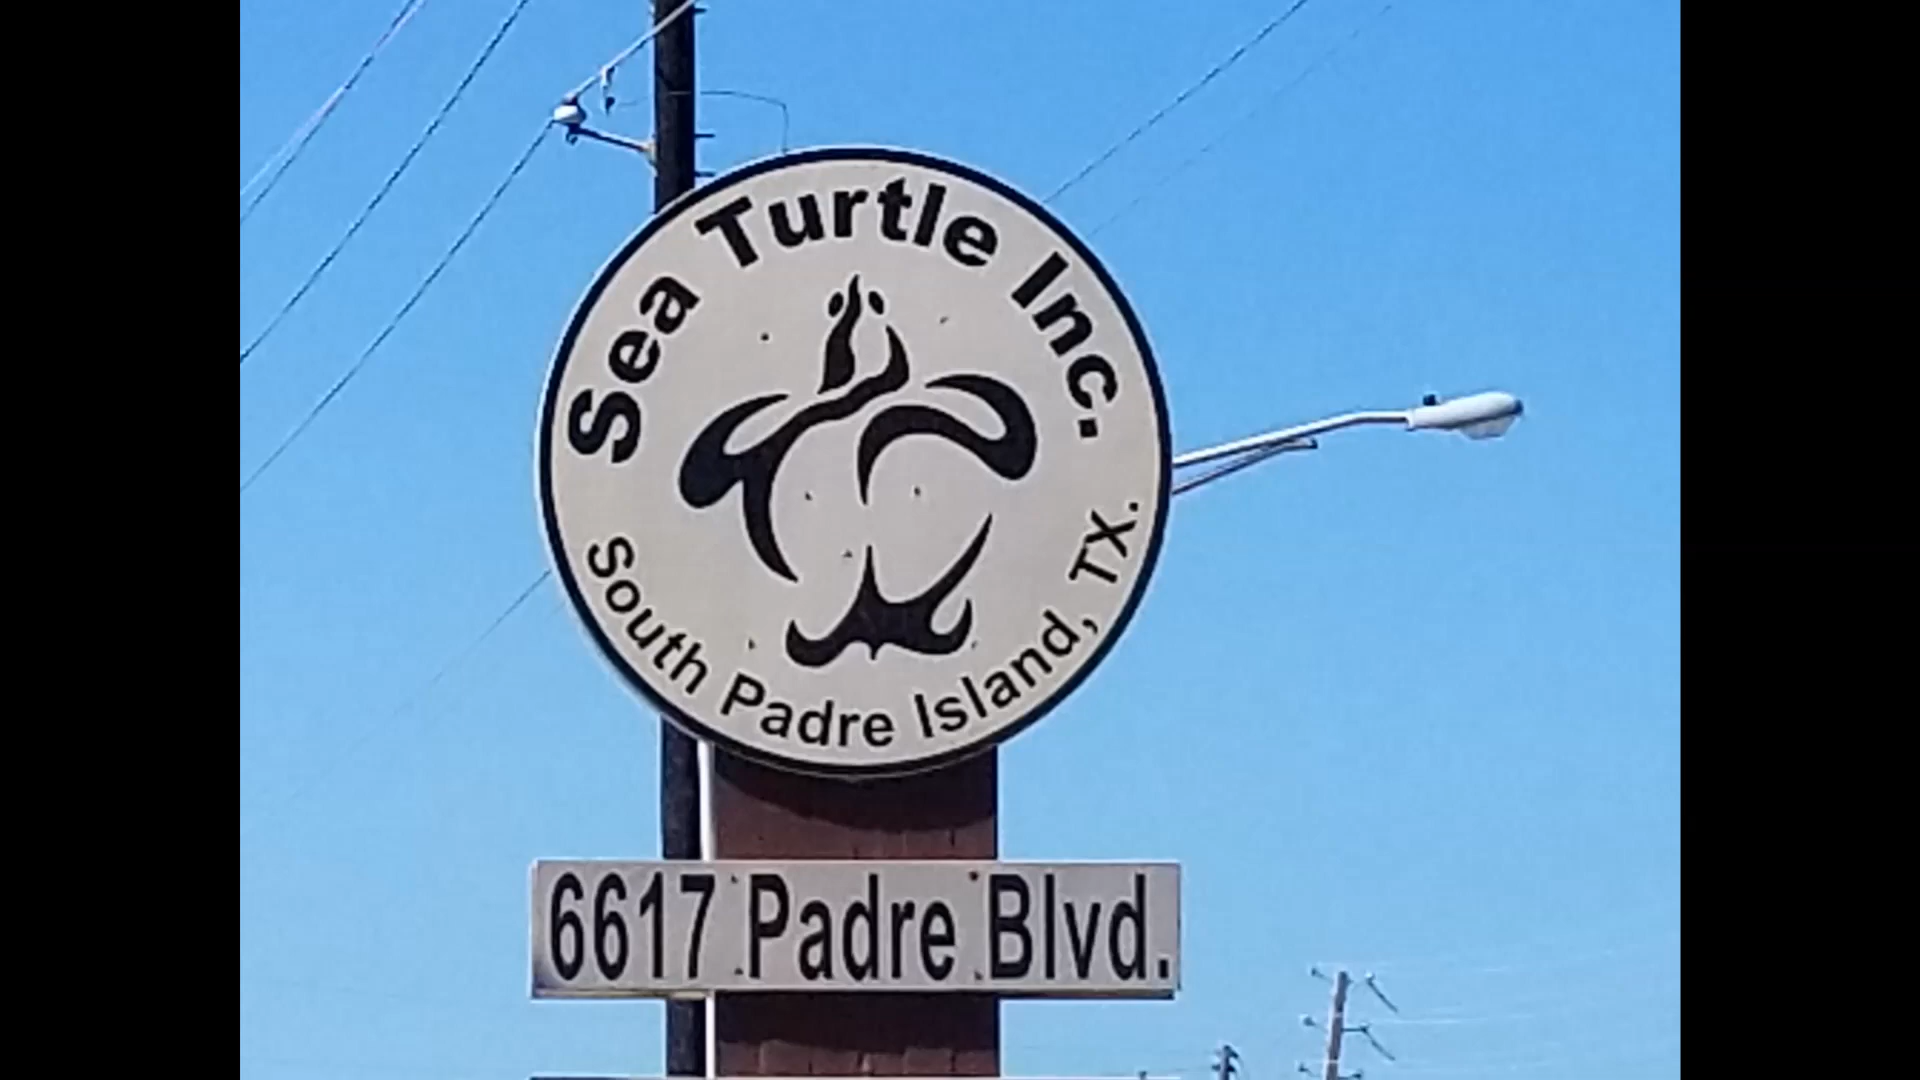 Sea Turtle Inc.
South Padre Island, TX.
6617 Padre Blvd.